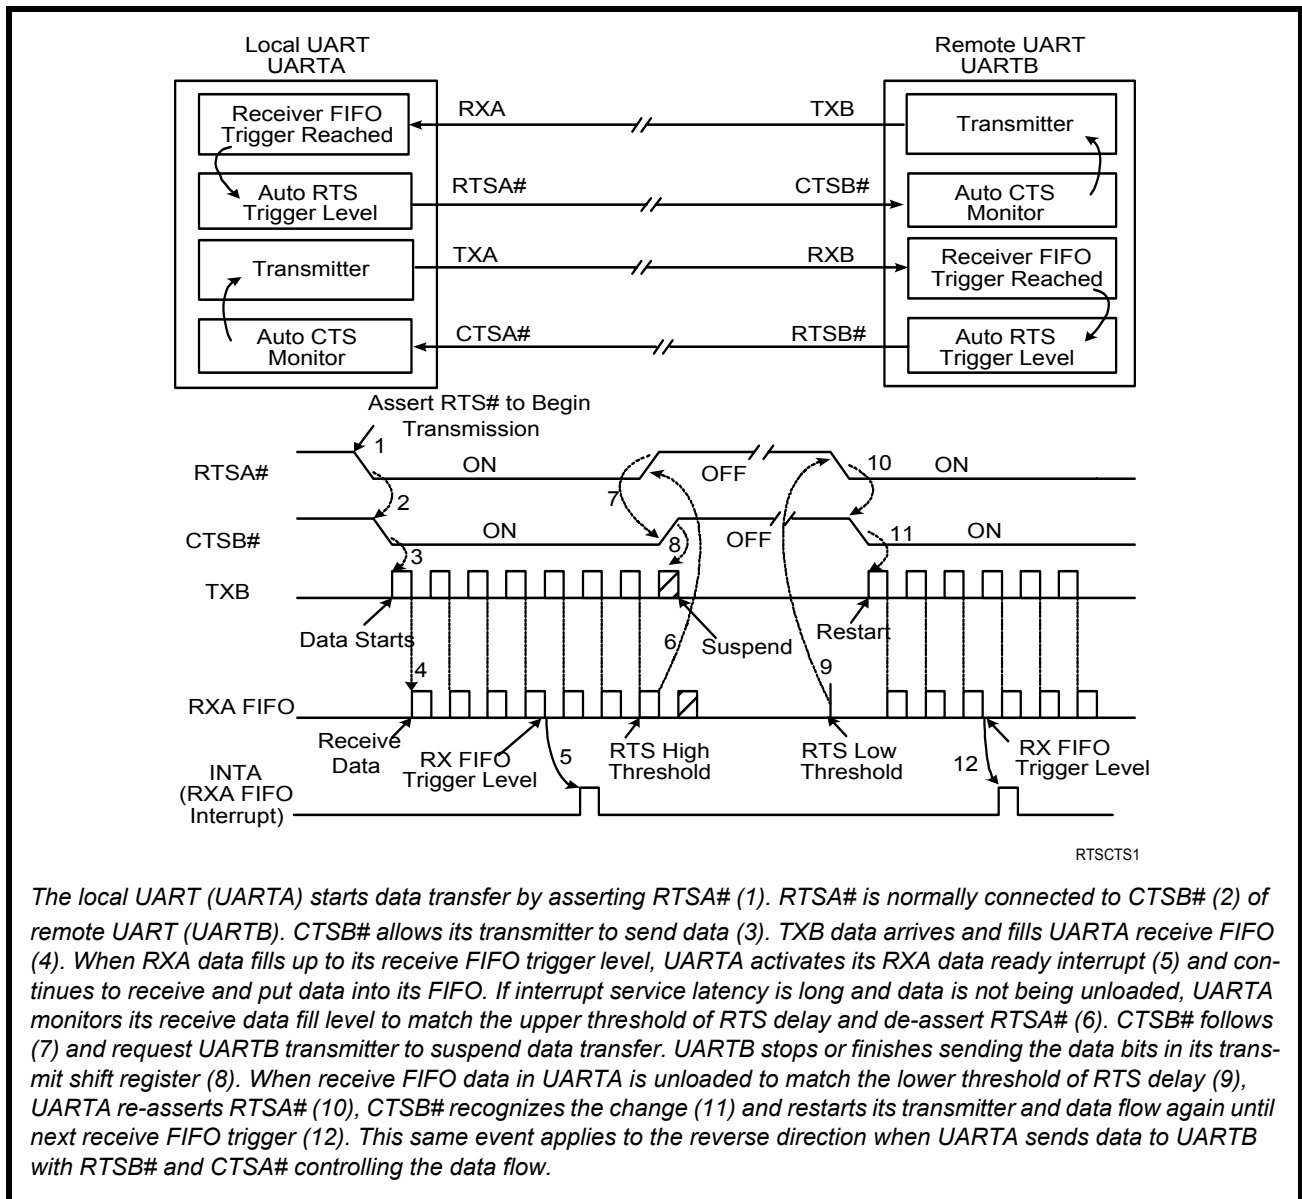 Local UART
UARTA
Remote UART
UARTB
Receiver FIFO
Trigger Reached
RXA
TXB
Transmitter
Auto RTS
Trigger Level
RTSA#
CTSB#
Auto CTS
Monitor
Transmitter
TXA
RXB
Receiver FIFO
Trigger Reached
Auto CTS
Monitor
CTSA#
RTSB#
Auto RTS
Trigger Level
Assert RTS# to Begin
Transmission
1
RTSA#
ON
OFF
10
ON
2
7
CTSB#
ON
OFF
11
ON
3
8
TXB
Data Starts
6
Suspend
Restart
4
9
RXA FIFO
Receive
Data
RX FIFO
Trigger Level
5
RTS High
Threshold
RTS Low
Threshold
12
RX FIFO
Trigger Level
INTA
(RXA FIFO
Interrupt)
RTSCTS1
The local UART (UARTA) starts data transfer by asserting RTSA# (1). RTSA# is normally connected to CTSB# (2) of
remote UART (UARTB). CTSB# allows its transmitter to send data (3). TXB data arrives and fills UARTA receive FIFO
(4). When RXA data fills up to its receive FIFO trigger level, UARTA activates its RXA data ready interrupt (5) and con-
tinues to receive and put data into its FIFO. If interrupt service latency is long and data is not being unloaded, UARTA
monitors its receive data fill level to match the upper threshold of RTS delay and de-assert RTSA# (6). CTSB# follows
(7) and request UARTB transmitter to suspend data transfer. UARTB stops or finishes sending the data bits in its trans-
mit shift register (8). When receive FIFO data in UARTA is unloaded to match the lower threshold of RTS delay (9),
UARTA re-asserts RTSA# (10), CTSB# recognizes the change (11) and restarts its transmitter and data flow again until
next receive FIFO trigger (12). This same event applies to the reverse direction when UARTA sends data to UARTB
with RTSB# and CTSA# controlling the data flow.